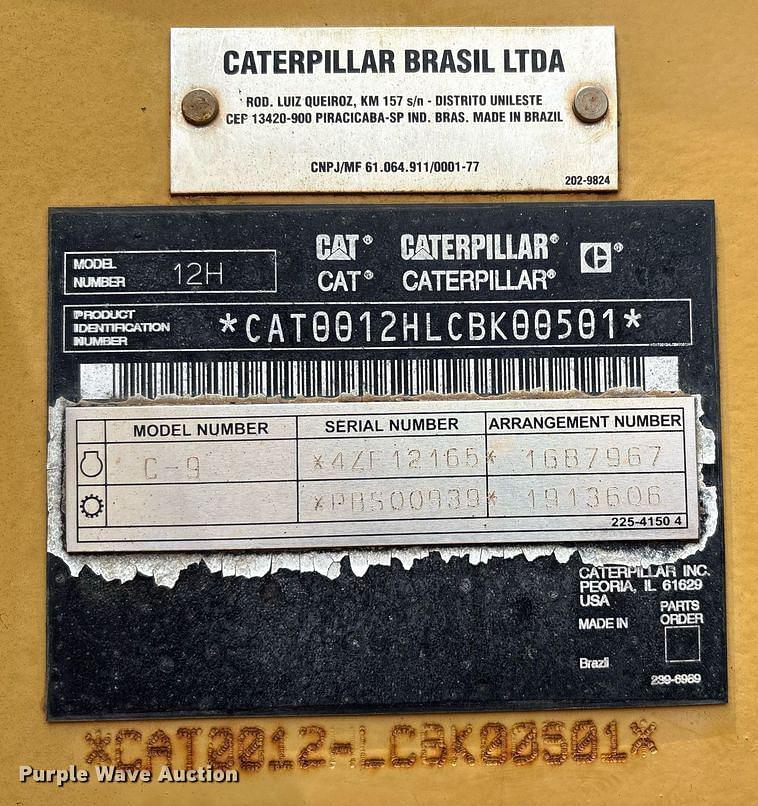 CATERPILLAR BRASIL LTDA
ROD. LUIZ QUEIROZ, KM 157 s/n - DISTRITO UNILESTE
CEP 13420-900 PIRACICABA-SP IND. BRAS. MADE IN BRAZIL
CNPJ/MF 61.064.911/0001-77
202-9824
MODEL NUMBER 12H
CAT® CATERPILLAR® C®
CAT® CATERPILLAR®
PRODUCT IDENTIFICATION NUMBER *CAT0012HLCBK00501*
MODEL NUMBER SERIAL NUMBER ARRANGEMENT NUMBER
C-9 *4ZF12165* 1687967
*PBS00939* 1913606
225-4150 4
CATERPILLAR INC.
PEORIA, IL 61629
USA
MADE IN
Brazil
PARTS
ORDER
239-6989
*CAT0012HLCBK00501*
Purple Wave Auction